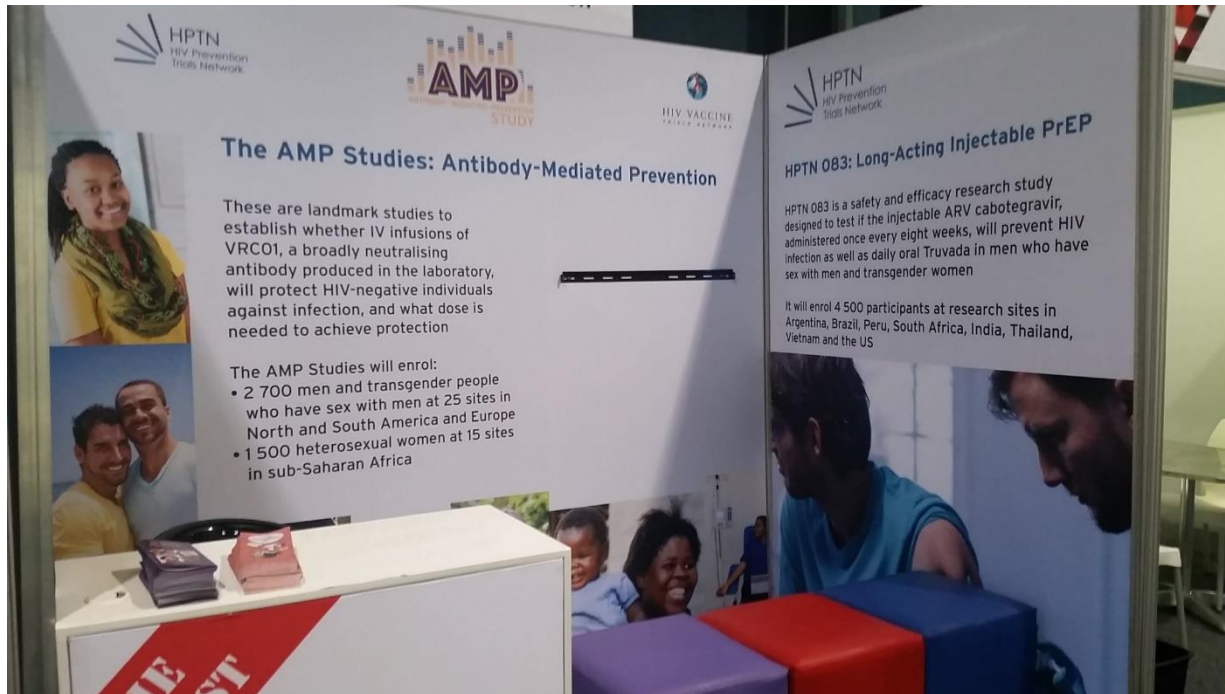 HPTN
HIV Prevention
Trials Network
AMP
ANTIBODY-MEDIATED PREVENTION
STUDY
HIV VACCINE
TRIALS NETWORK
The AMP Studies: Antibody-Mediated Prevention
These are landmark studies to
establish whether IV infusions of
VRC01, a broadly neutralising
antibody produced in the laboratory,
will protect HIV-negative individuals
against infection, and what dose is
needed to achieve protection
The AMP Studies will enrol:
• 2 700 men and transgender people
who have sex with men at 25 sites in
North and South America and Europe
• 1 500 heterosexual women at 15 sites
in sub-Saharan Africa
HPTN
HIV Prevention
Trials Network
HPTN 083: Long-Acting Injectable PrEP
HPTN 083 is a safety and efficacy research study
designed to test if the injectable ARV cabotegravir,
administered once every eight weeks, will prevent HIV
infection as well as daily oral Truvada in men who have
sex with men and transgender women
It will enrol 4 500 participants at research sites in
Argentina, Brazil, Peru, South Africa, India, Thailand,
Vietnam and the US